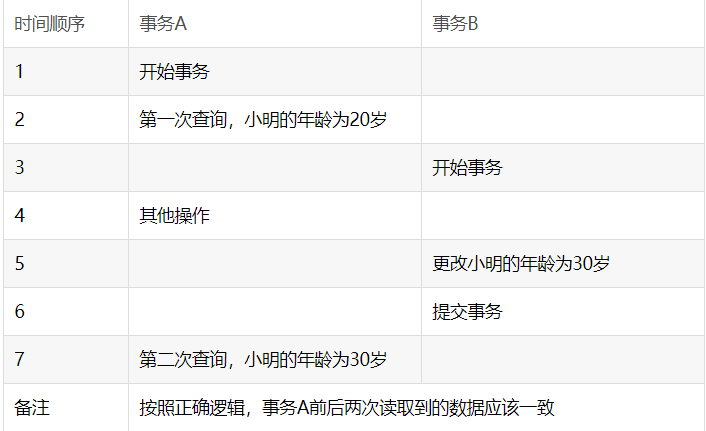 时间顺序 事务A 事务B
1 开始事务
2 第一次查询，小明的年龄为20岁
3 开始事务
4 其他操作
5 更改小明的年龄为30岁
6 提交事务
7 第二次查询，小明的年龄为30岁
备注 按照正确逻辑，事务A前后两次读取到的数据应该一致